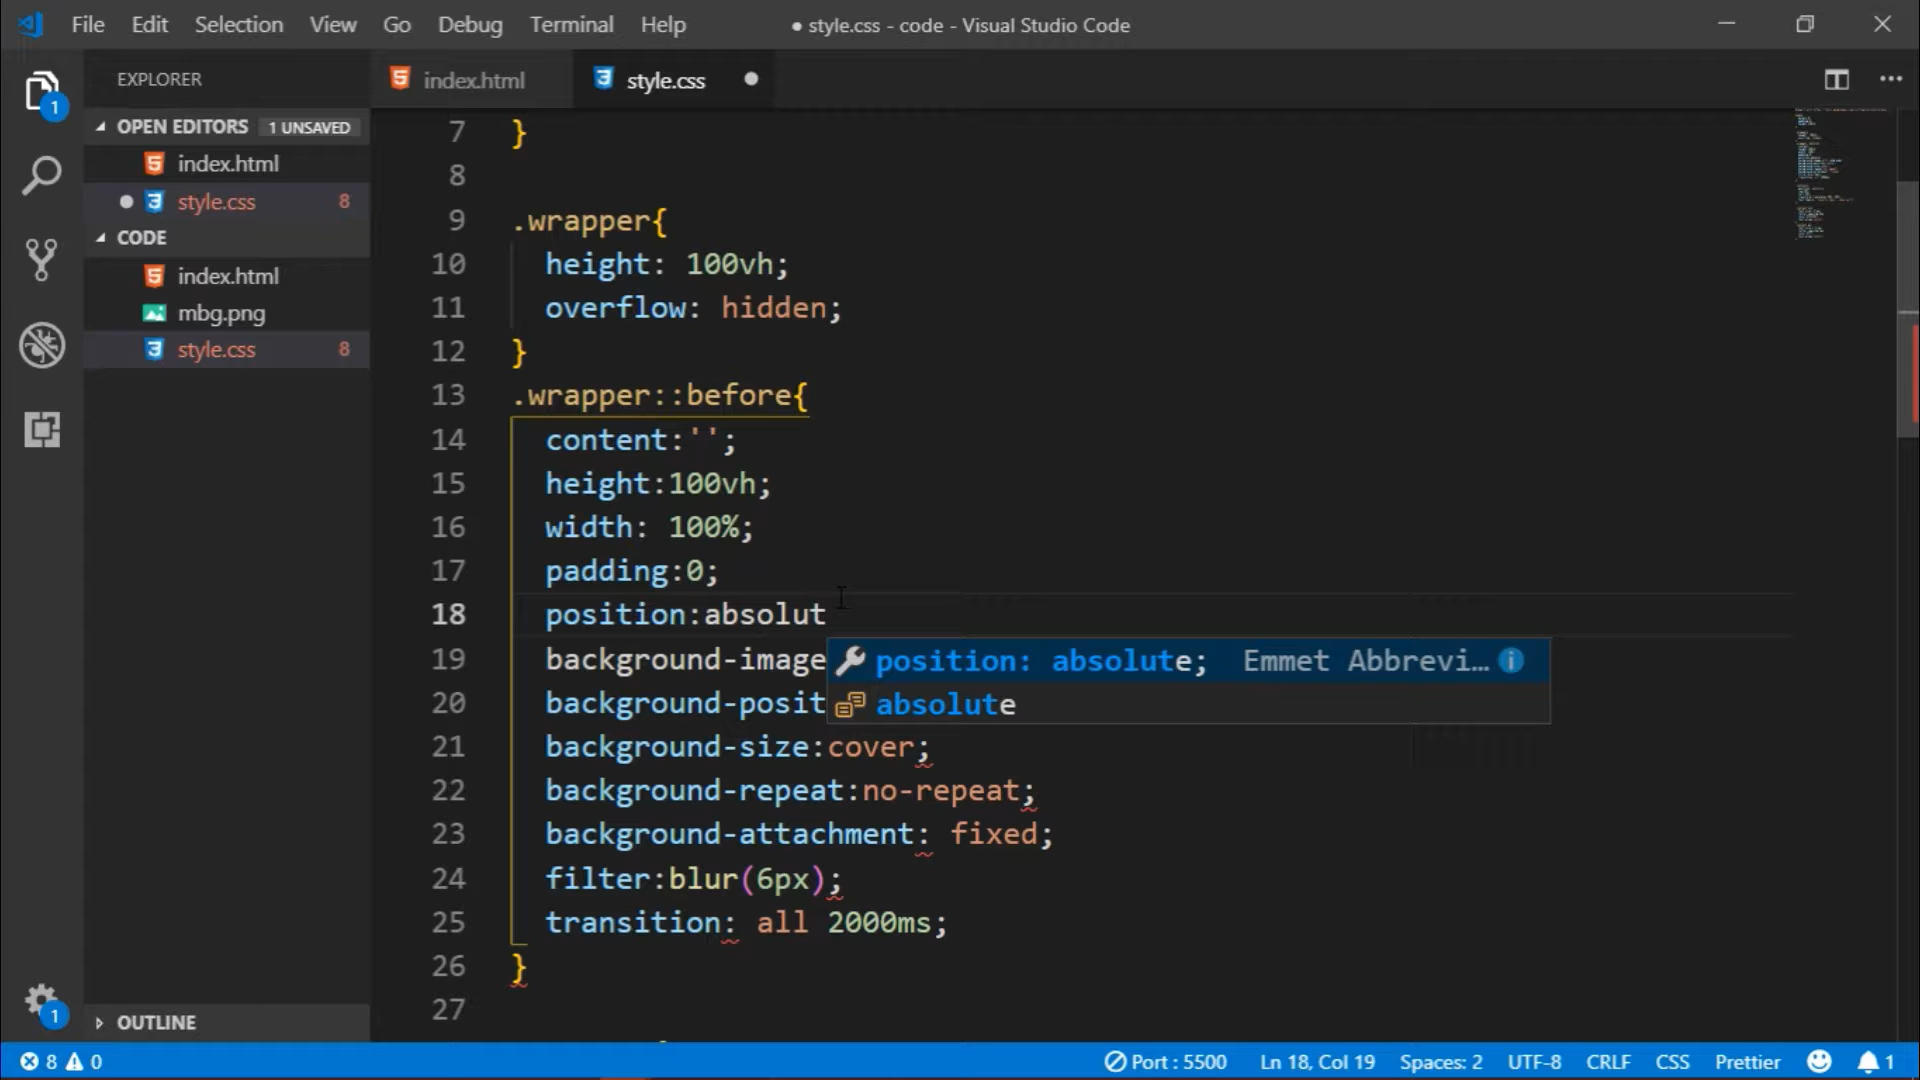 File Edit Selection View Go Debug Terminal Help ● style.css - code - Visual Studio Code
EXPLORER
index.html
style.css
OPEN EDITORS 1 UNSAVED
index.html
style.css 8
CODE
index.html
mbg.png
style.css 8
OUTLINE
1
1
7 }
8
9 .wrapper{
10 height: 100vh;
11 overflow: hidden;
12 }
13 .wrapper::before{
14 content:'';
15 height:100vh;
16 width: 100%;
17 padding:0;
18 position:absolut
19 background-image
20 background-posit
21 background-size:cover;
22 background-repeat:no-repeat;
23 background-attachment: fixed;
24 filter:blur(6px);
25 transition: all 2000ms;
26 }
27
position: absolute; Emmet Abbrevi…
absolute
8 0 Port : 5500 Ln 18, Col 19 Spaces: 2 UTF-8 CRLF CSS Prettier 1